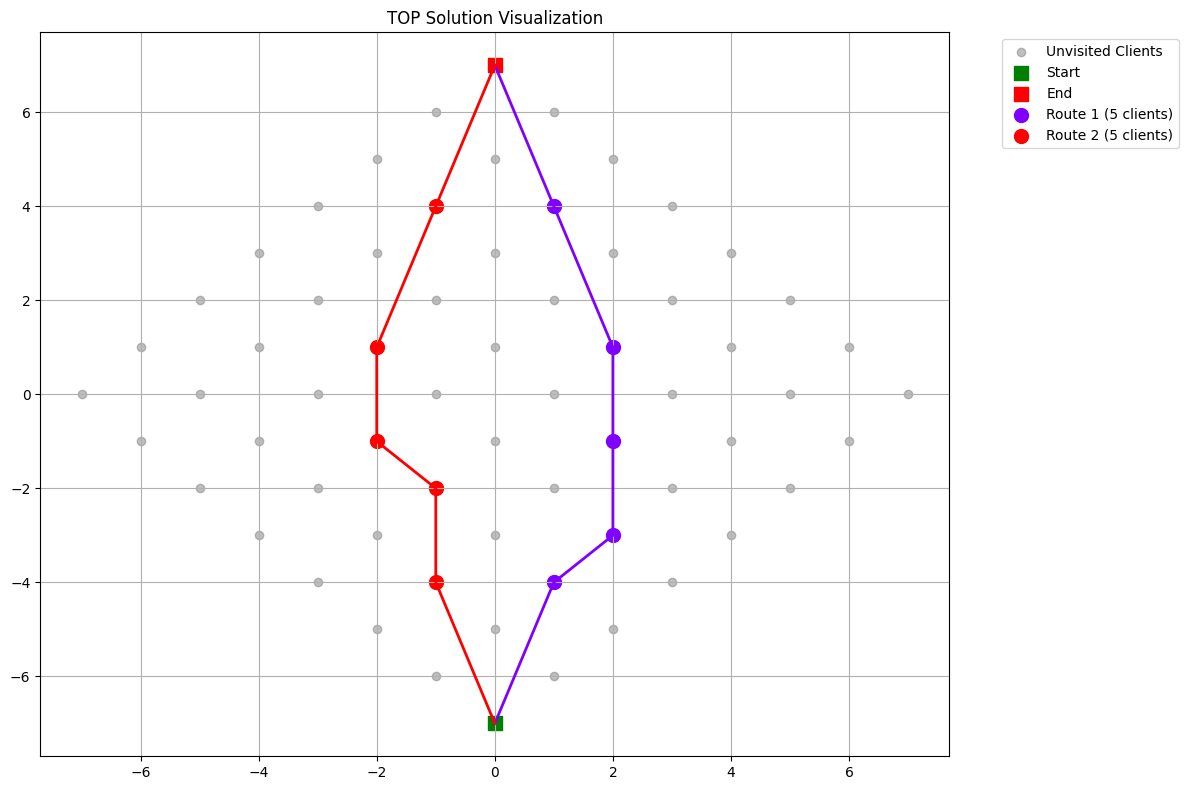 TOP Solution Visualization
Unvisited Clients
Start
End
Route 1 (5 clients)
Route 2 (5 clients)
6
4
2
0
−2
−4
−6
−6 −4 −2 0 2 4 6